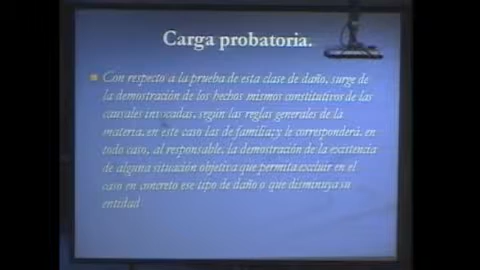 Carga probatoria.
Con respecto a la prueba de esta clase de daño, surge de
la demostración de los hechos mismos constitutivos de las
causales invocadas, según las reglas generales de la
materia, en este caso las de familia; y le corresponderá, en
todo caso, al responsable, la demostración de la existencia
de alguna situación objetiva que permita excluir en el
caso en concreto ese tipo de daño o que disminuya su
entidad